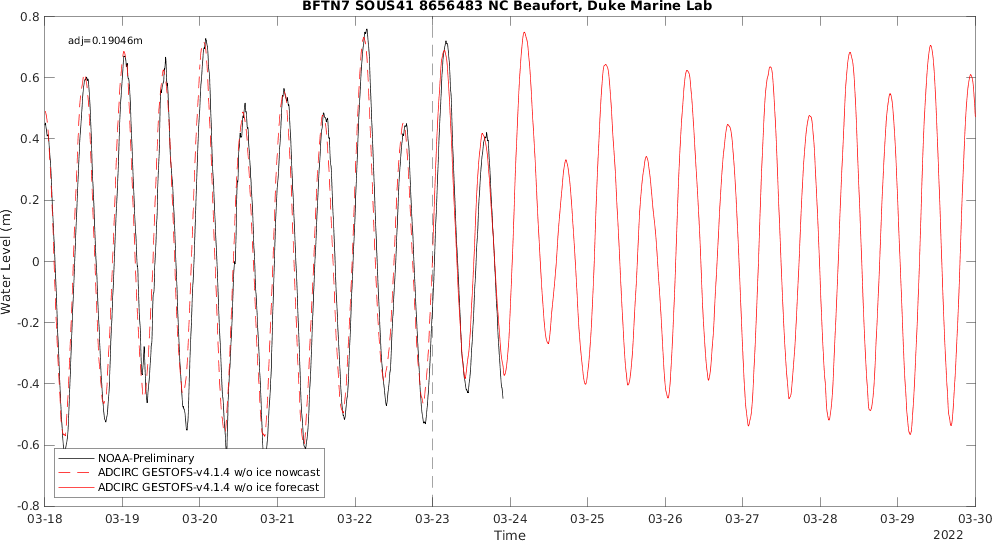 BFTN7 SOUS41 8656483 NC Beaufort, Duke Marine Lab
adj=0.19046m
0.8
0.6
0.4
0.2
0
-0.2
-0.4
-0.6
-0.8
Water Level (m)
NOAA-Preliminary
ADCIRC GESTOFS-v4.1.4 w/o ice nowcast
ADCIRC GESTOFS-v4.1.4 w/o ice forecast
03-18 03-19 03-20 03-21 03-22 03-23 03-24 03-25 03-26 03-27 03-28 03-29 03-30
Time
2022